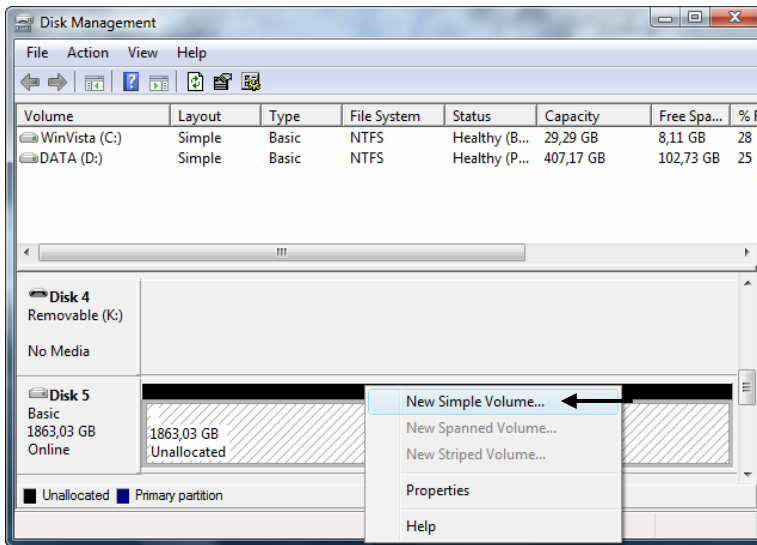 Disk Management
File Action View Help
Volume Layout Type File System Status Capacity Free Spa... % F
WinVista (C:) Simple Basic NTFS Healthy (B... 29,29 GB 8,11 GB 28
DATA (D:) Simple Basic NTFS Healthy (P... 407,17 GB 102,73 GB 25
Disk 4
Removable (K:)
No Media
Disk 5
Basic
1863,03 GB
Online
1863,03 GB
Unallocated
New Simple Volume...
New Spanned Volume...
New Striped Volume...
Properties
Help
Unallocated Primary partition